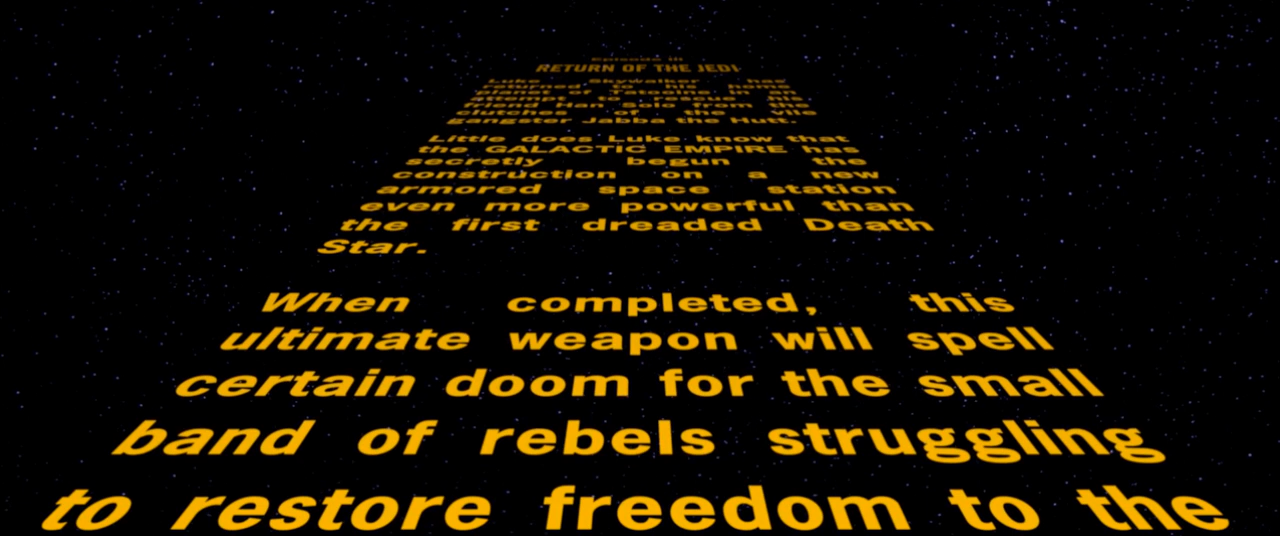 RETURN OF THE JEDI
Luke Skywalker has
returned to his home
planet of Tatooine in an
attempt to rescue his
friend Han Solo from the
clutches of the vile
gangster Jabba the Hutt.
Little does Luke know that
the GALACTIC EMPIRE has
secretly begun the
construction on a new
armored space station
even more powerful than
the first dreaded Death
Star.
When completed, this
ultimate weapon will spell
certain doom for the small
band of rebels struggling
to restore freedom to the